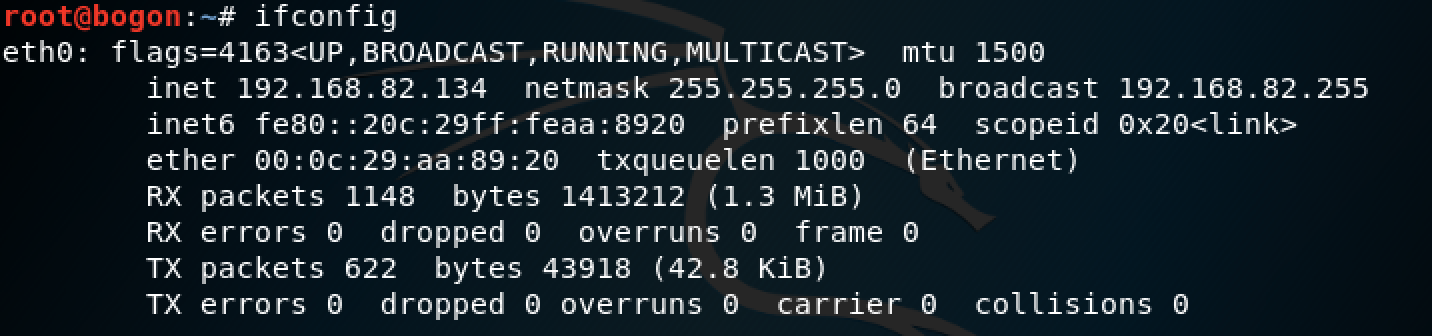 root@bogon:~# ifconfig
eth0: flags=4163<UP,BROADCAST,RUNNING,MULTICAST>  mtu 1500
        inet 192.168.82.134  netmask 255.255.255.0  broadcast 192.168.82.255
        inet6 fe80::20c:29ff:feaa:8920  prefixlen 64  scopeid 0x20<link>
        ether 00:0c:29:aa:89:20  txqueuelen 1000  (Ethernet)
        RX packets 1148  bytes 1413212 (1.3 MiB)
        RX errors 0  dropped 0  overruns 0  frame 0
        TX packets 622  bytes 43918 (42.8 KiB)
        TX errors 0  dropped 0 overruns 0  carrier 0  collisions 0